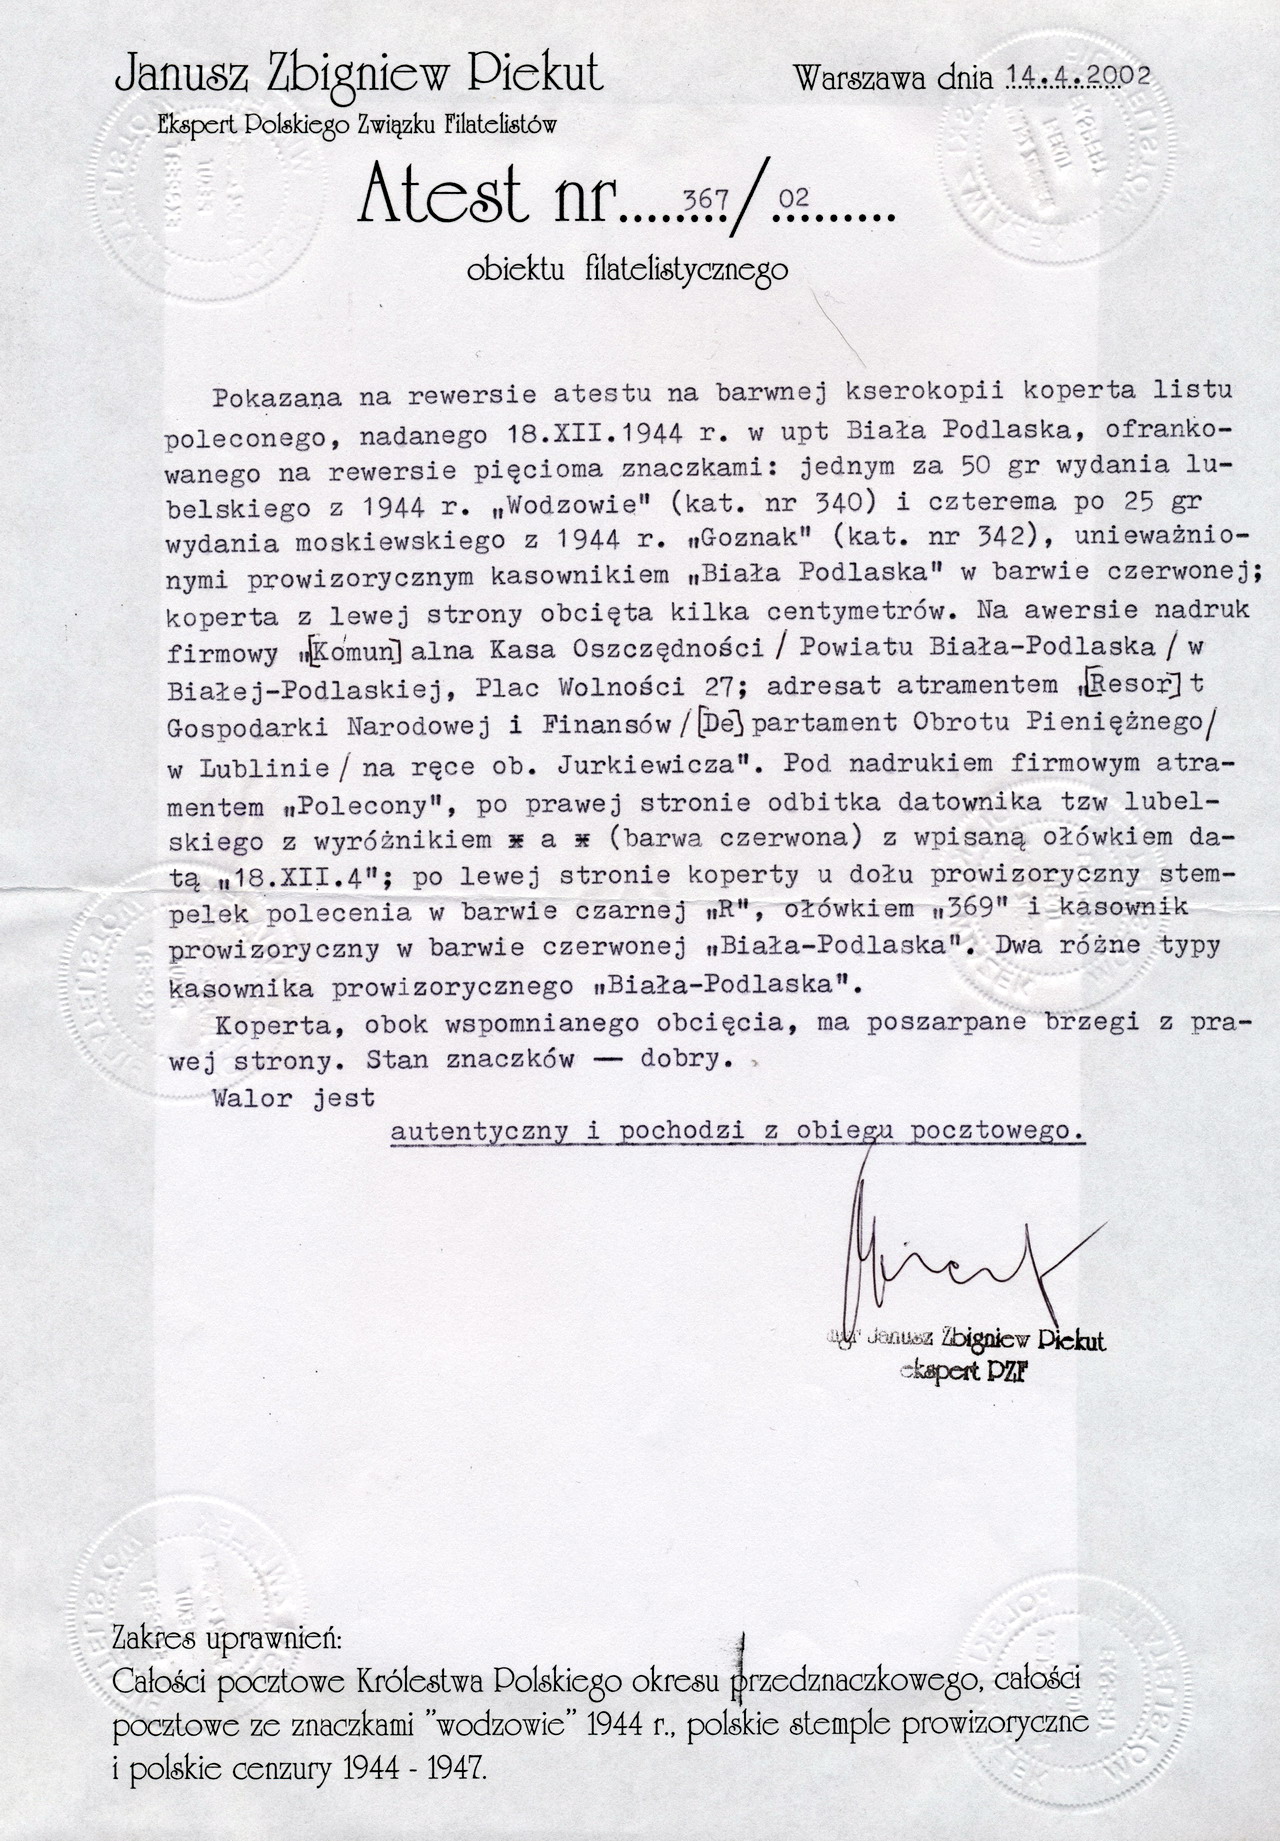 Janusz Zbigniew Piekut
Warszawa dnia 14.4.2002
Ekspert Polskiego Związku Filatelistów
Atest nr.......367/02.........
obiektu filatelistycznego
Pokazana na rewersie atestu na barwnej kserokopii koperta listu
poleconego, nadanego 18.XII.1944 r. w upt Biała Podlaska, ofranko-
wanego na rewersie pięcioma znaczkami: jednym za 50 gr wydania lu-
belskiego z 1944 r. „Wodzowie" (kat. nr 340) i czterema po 25 gr
wydania moskiewskiego z 1944 r. „Goznak" (kat. nr 342), unieważnio-
nymi prowizorycznym kasownikiem „Biała Podlaska" w barwie czerwonej;
koperta z lewej strony obcięta kilka centymetrów. Na awersie nadruk
firmowy „[Komun]alna Kasa Oszczędności / Powiatu Biała-Podlaska / w
Białej-Podlaskiej, Plac Wolności 27; adresat atramentem „[Resor]t
Gospodarki Narodowej i Finansów/[De]partament Obrotu Pieniężnego/
w Lublinie / na ręce ob. Jurkiewicza". Pod nadrukiem firmowym atra-
mentem „Polecony", po prawej stronie odbitka datownika tzw lubel-
skiego z wyróżnikiem * a * (barwa czerwona) z wpisaną ołówkiem da-
tą „18.XII.4"; po lewej stronie koperty u dołu prowizoryczny stem-
pelek polecenia w barwie czarnej „R", ołówkiem „369" i kasownik
prowizoryczny w barwie czerwonej „Biała-Podlaska". Dwa różne typy
kasownika prowizorycznego „Biała-Podlaska".
Koperta, obok wspomnianego obcięcia, ma poszarpane brzegi z pra-
wej strony. Stan znaczków — dobry.
Walor jest
autentyczny i pochodzi z obiegu pocztowego.
mgr Janusz Zbigniew Piekut
ekspert PZF
Zakres uprawnień:
Całości pocztowe Królestwa Polskiego okresu przedznaczkowego, całości
pocztowe ze znaczkami "wodzowie" 1944 r., polskie stemple prowizoryczne
i polskie cenzury 1944 - 1947.